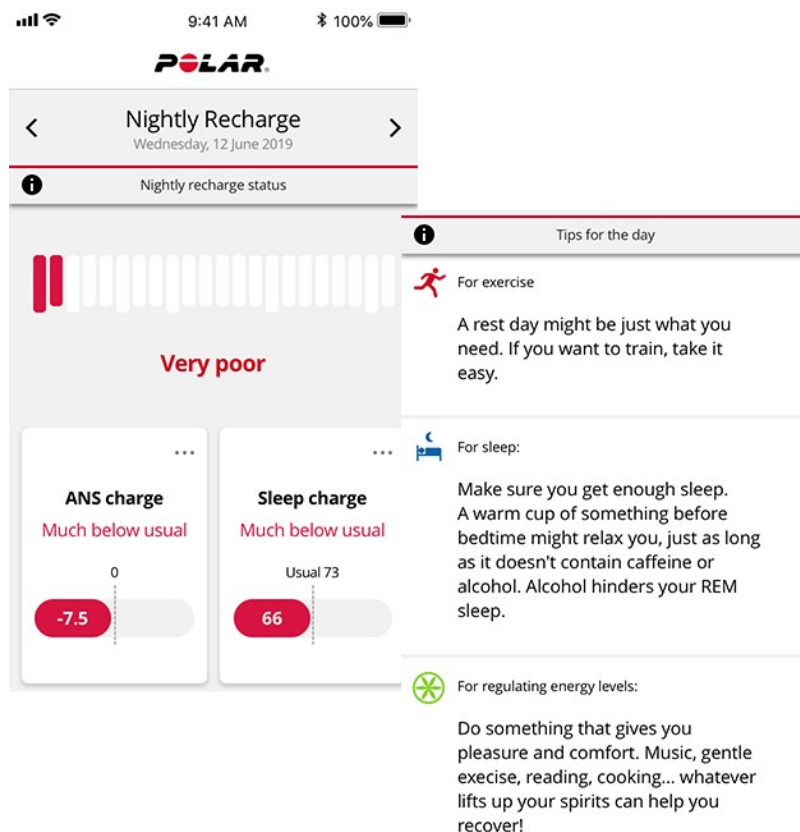 9:41 AM
100%
POLAR
Nightly Recharge
Wednesday, 12 June 2019
Nightly recharge status
Very poor
ANS charge
Much below usual
0
-7.5
Sleep charge
Much below usual
Usual 73
66
Tips for the day
For exercise
A rest day might be just what you
need. If you want to train, take it
easy.
For sleep:
Make sure you get enough sleep.
A warm cup of something before
bedtime might relax you, just as long
as it doesn't contain caffeine or
alcohol. Alcohol hinders your REM
sleep.
For regulating energy levels:
Do something that gives you
pleasure and comfort. Music, gentle
execise, reading, cooking... whatever
lifts up your spirits can help you
recover!